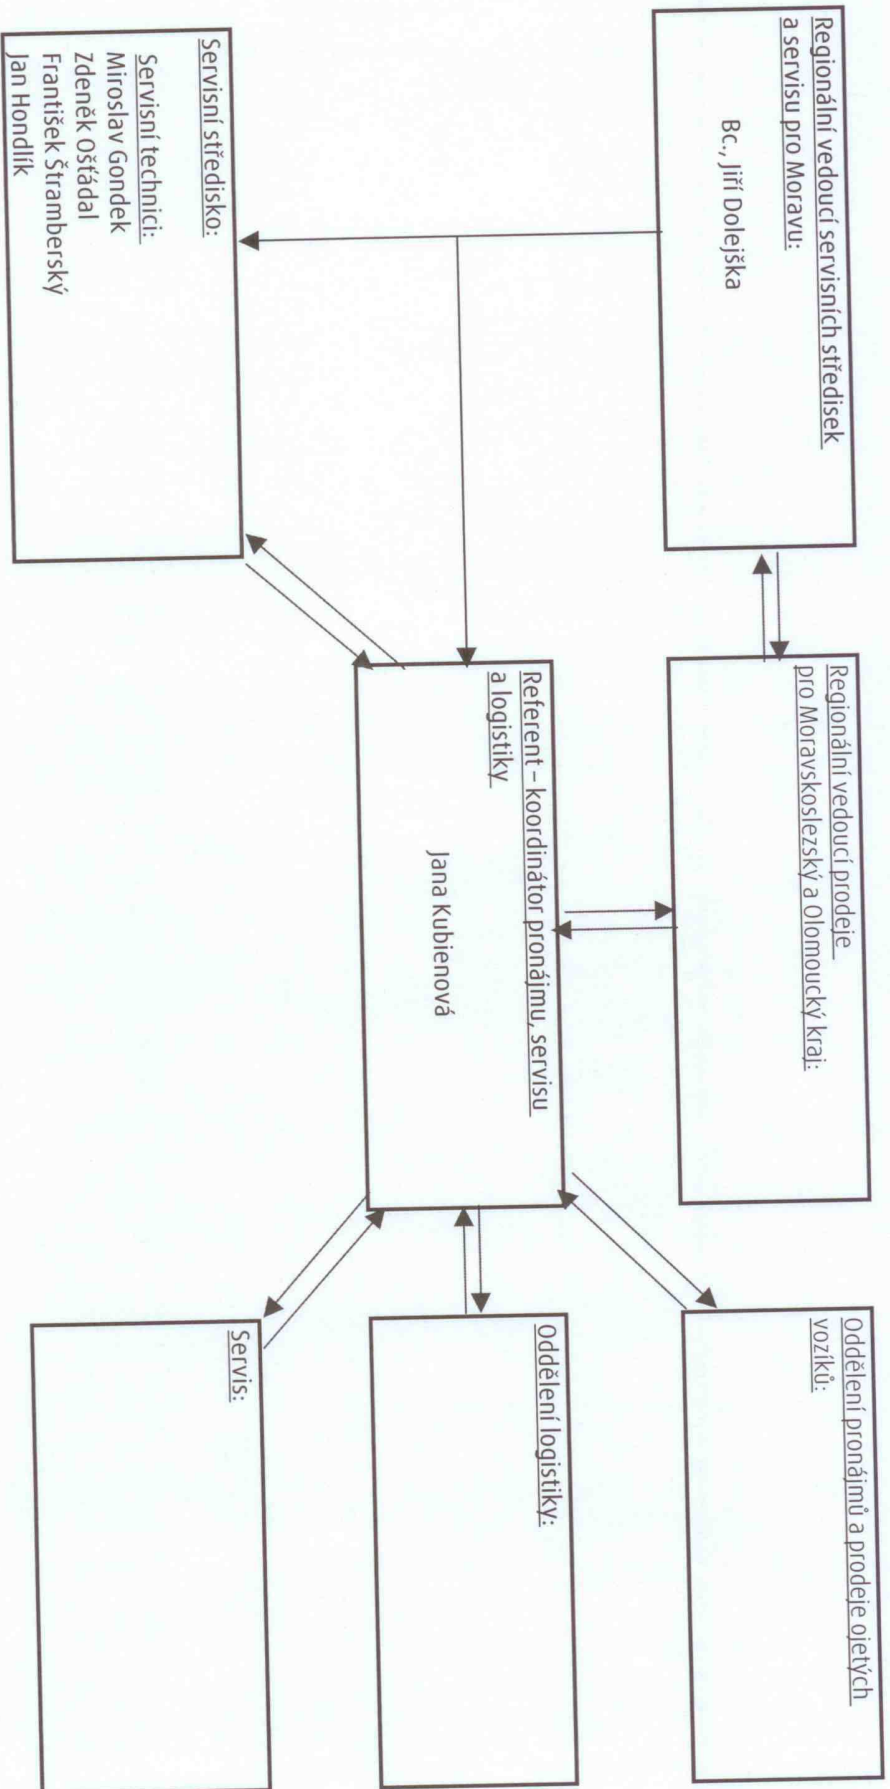 Regionální vedoucí servisních středisek
a servisu pro Moravu:
Bc., Jiří Dolejška
Regionální vedoucí prodeje
pro Moravskoslezský a Olomoucký kraj:
Oddělení pronájmů a prodeje ojetých
vozíků:
Referent – koordinátor pronájmu, servisu
a logistiky
Jana Kubienová
Oddělení logistiky:
Servisní středisko:
Servisní technici:
Miroslav Gondek
Zdeněk Ošťádal
František Štramberský
Jan Hondlík
Servis: